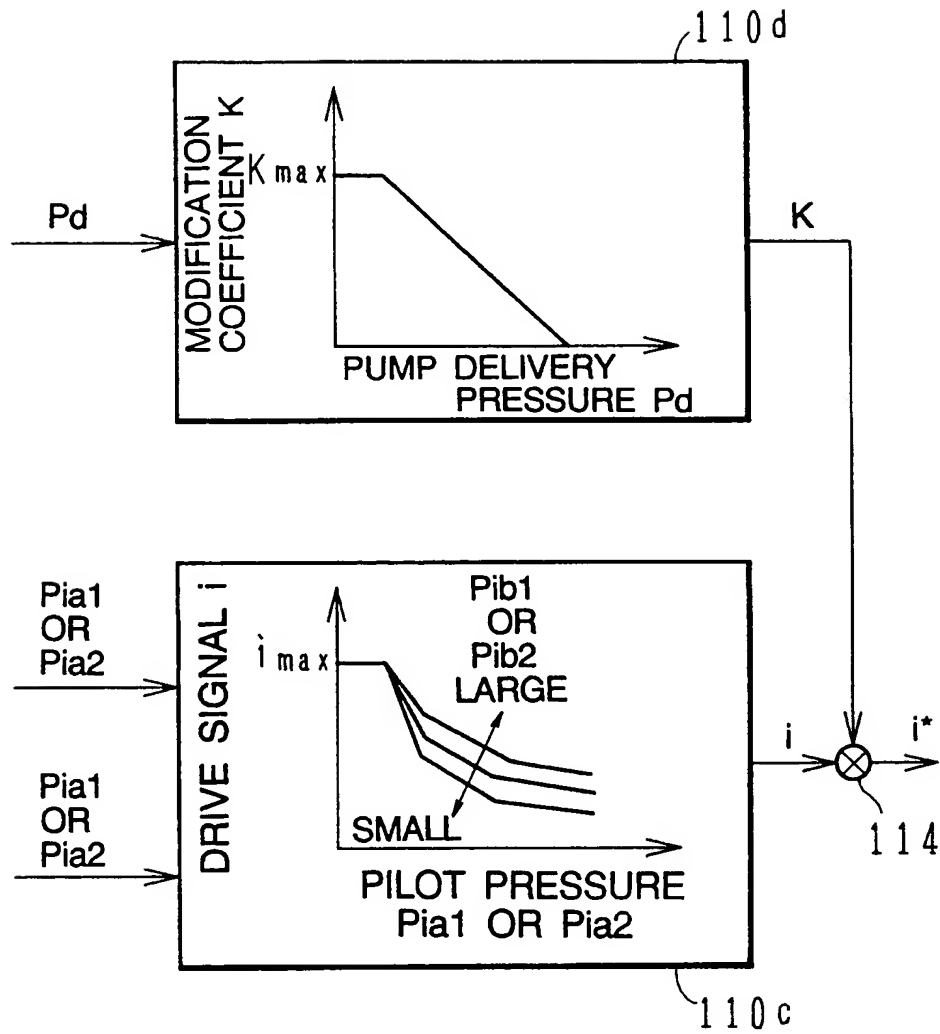 110d
MODIFICATION
COEFFICIENT K
Kmax
Pd
K
PUMP DELIVERY
PRESSURE Pd
Pia1
OR
Pia2
Pia1
OR
Pia2
DRIVE SIGNAL i
imax
Pib1
OR
Pib2
LARGE
SMALL
PILOT PRESSURE
Pia1 OR Pia2
i
i*
114
110c